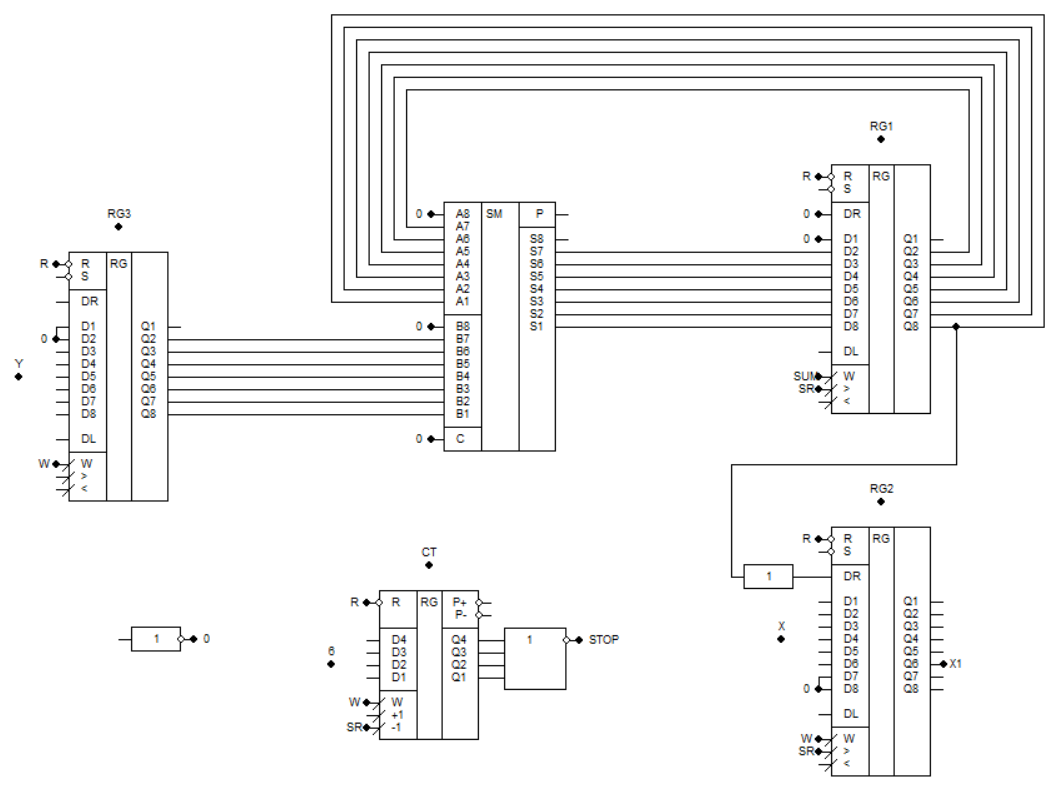 RG1
R R RG
S
0 DR
0 D1 Q1
D2 Q2
D3 Q3
D4 Q4
D5 Q5
D6 Q6
D7 Q7
D8 Q8
DL
SUM W
SR >
<
0 A8 SM P
A7
A6 S8
A5 S7
A4 S6
A3 S5
A2 S4
A1 S3
S2
0 B8 S1
B7
B6
B5
B4
B3
B2
B1
0 C
RG3
R R RG
S
DR
D1 Q1
0 D2 Q2
D3 Q3
D4 Q4
Y D5 Q5
D6 Q6
D7 Q7
D8 Q8
DL
W W
>
<
RG2
R R RG
S
1 DR
D1 Q1
D2 Q2
X D3 Q3
D4 Q4
D5 Q5
D6 Q6 X1
D7 Q7
0 D8 Q8
DL
W W
SR >
<
CT
R R RG P+
P-
6 D4 Q4 1 STOP
D3 Q3
D2 Q2
D1 Q1
W W
+1
SR -1
1 0